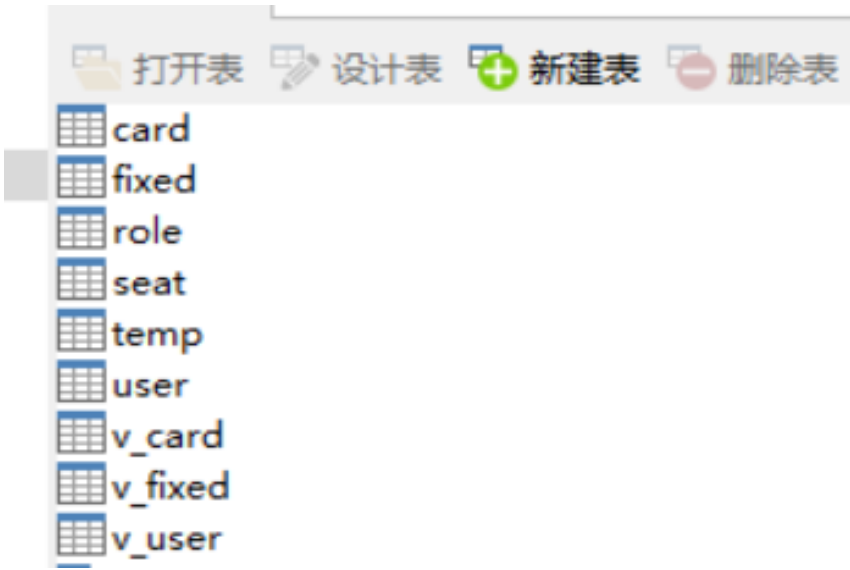 打开表 设计表 新建表 删除表
card
fixed
role
seat
temp
user
v_card
v_fixed
v_user